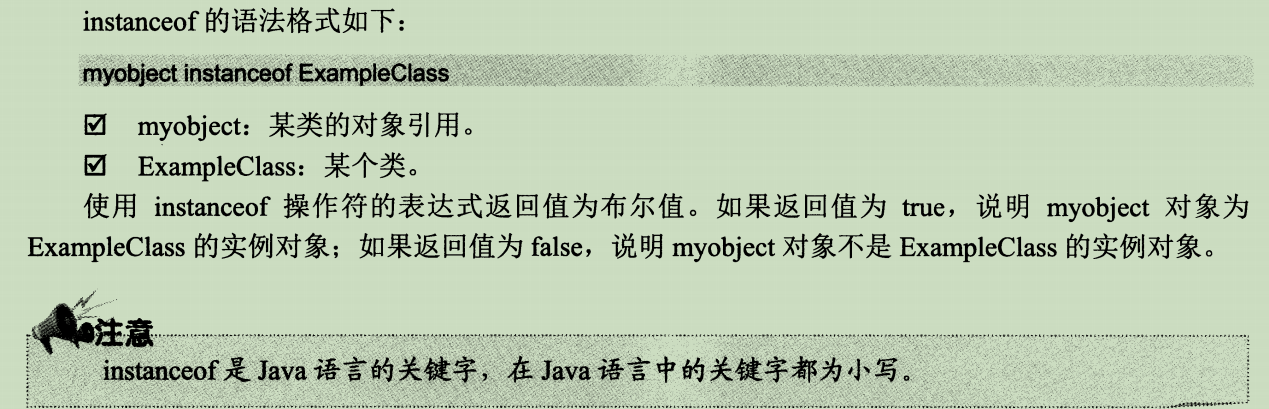 instanceof 的语法格式如下：
myobject instanceof ExampleClass
☑ myobject：某类的对象引用。
☑ ExampleClass：某个类。
使用 instanceof 操作符的表达式返回值为布尔值。如果返回值为 true，说明 myobject 对象为
ExampleClass 的实例对象；如果返回值为 false，说明 myobject 对象不是 ExampleClass 的实例对象。
注意
instanceof 是 Java 语言的关键字，在 Java 语言中的关键字都为小写。